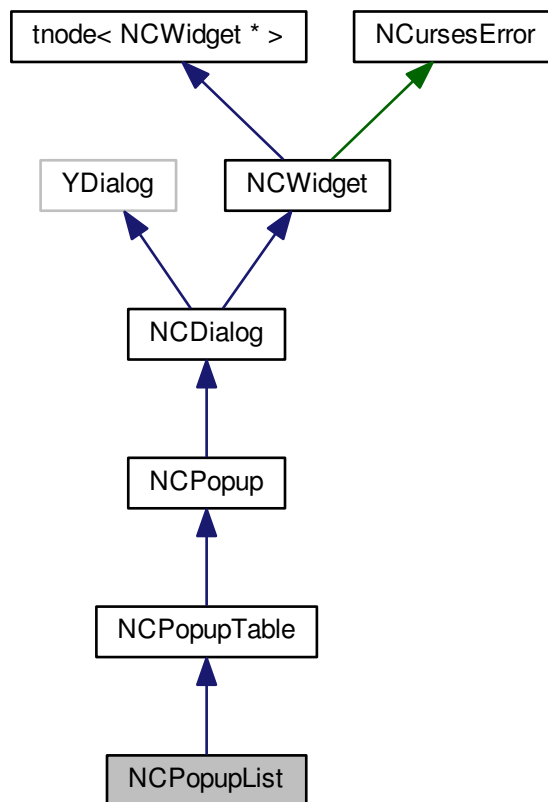 tnode< NCWidget * >
NCursesError
YDialog
NCWidget
NCDialog
NCPopup
NCPopupTable
NCPopupList